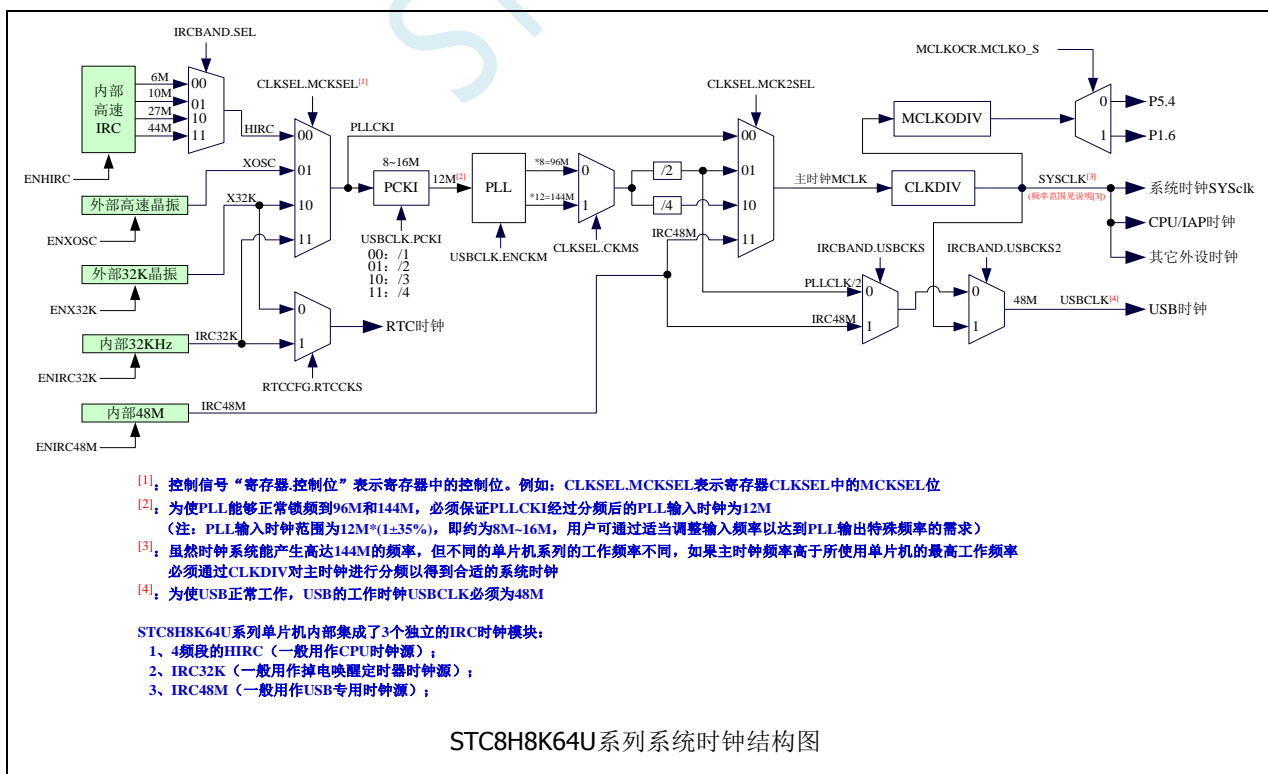 IRCBAND.SEL
内部
高速
IRC
6M
10M
27M
44M
00
01
10
11
ENHIRC
HIRC
CLKSEL.MCKSEL[1]
00
01
10
11
XOSC
X32K
外部高速晶振
ENXOSC
外部32K晶振
ENX32K
内部32KHz
IRC32K
ENIRC32K
内部48M
IRC48M
ENIRC48M
0
1
RTC时钟
RTCCFG.RTCCKS
PLLCKI
8~16M
PCKI
12M[2]
USBCLK.PCKI
00: /1
01: /2
10: /3
11: /4
PLL
*8=96M
*12=144M
USBCLK.ENCKM
0
1
CLKSEL.CKMS
/2
/4
IRC48M
CLKSEL.MCK2SEL
00
01
10
11
主时钟MCLK
CLKDIV
MCLKODIV
MCLKOCR.MCLKO_S
0
1
P5.4
P1.6
SYSCLK[3]
(频率范围见说明[3])
系统时钟SYSclk
CPU/IAP时钟
其它外设时钟
IRCBAND.USBCKS
IRCBAND.USBCKS2
PLLCLK/2
IRC48M
0
1
0
1
48M
USBCLK[4]
USB时钟
[1]：控制信号“寄存器.控制位”表示寄存器中的控制位。例如：CLKSEL.MCKSEL表示寄存器CLKSEL中的MCKSEL位
[2]：为使PLL能够正常锁频到96M和144M，必须保证PLLCKI经过分频后的PLL输入时钟为12M
（注：PLL输入时钟范围为12M*(1±35%)，即约为8M~16M，用户可通过适当调整输入频率以达到PLL输出特殊频率的需求）
[3]：虽然时钟系统能产生高达144M的频率，但不同的单片机系列的工作频率不同，如果主时钟频率高于所使用单片机的最高工作频率
必须通过CLKDIV对主时钟进行分频以得到合适的系统时钟
[4]：为使USB正常工作，USB的工作时钟USBCLK必须为48M
STC8H8K64U系列单片机内部集成了3个独立的IRC时钟模块：
1、4频段的HIRC（一般用作CPU时钟源）；
2、IRC32K（一般用作掉电唤醒定时器时钟源）；
3、IRC48M（一般用作USB专用时钟源）；
STC8H8K64U系列系统时钟结构图